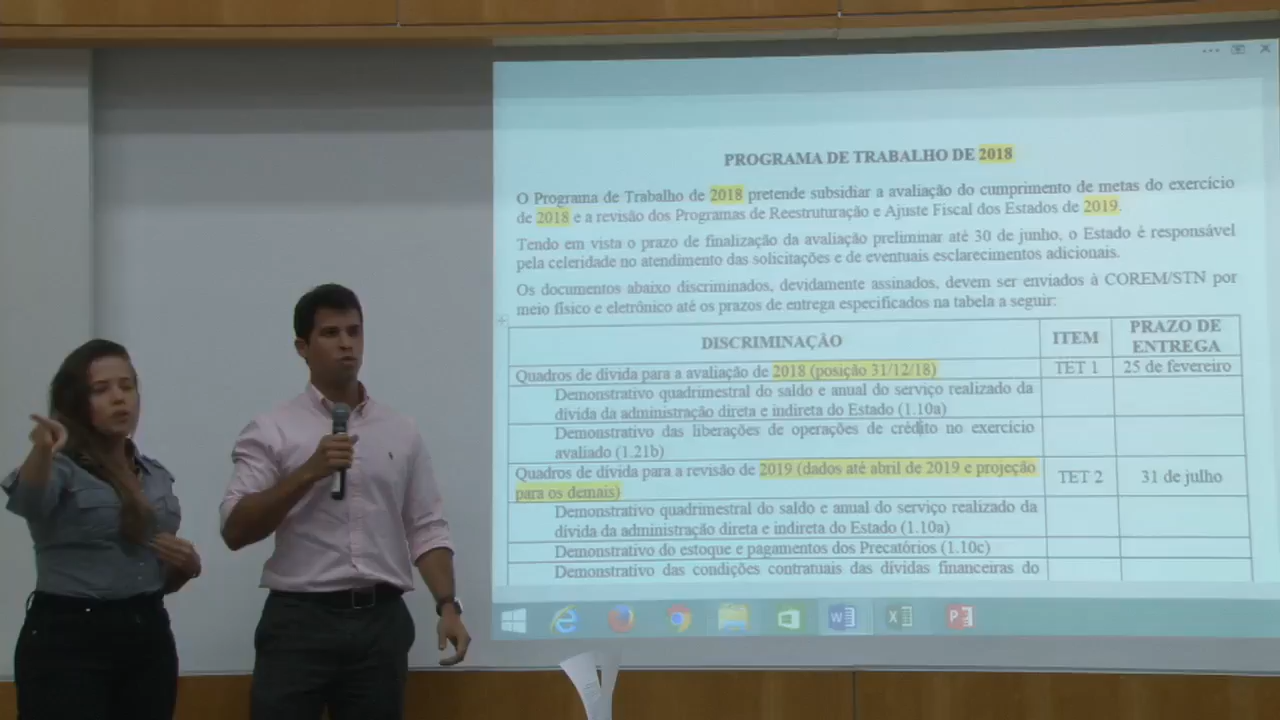 PROGRAMA DE TRABALHO DE 2018
O Programa de Trabalho de 2018 pretende subsidiar a avaliação do cumprimento de metas do exercício
de 2018 e a revisão dos Programas de Reestruturação e Ajuste Fiscal dos Estados de 2019.
Tendo em vista o prazo de finalização da avaliação preliminar até 30 de junho, o Estado é responsável
pela celeridade no atendimento das solicitações e de eventuais esclarecimentos adicionais.
Os documentos abaixo discriminados, devidamente assinados, devem ser enviados à COREM/STN por
meio físico e eletrônico até os prazos de entrega especificados na tabela a seguir:
DISCRIMINAÇÃO ITEM PRAZO DE
ENTREGA
Quadros de dívida para a avaliação de 2018 (posição 31/12/18) TET 1 25 de fevereiro
Demonstrativo quadrimestral do saldo e anual do serviço realizado da
dívida da administração direta e indireta do Estado (1.10a)
Demonstrativo das liberações de operações de crédito no exercício
avaliado (1.21b)
Quadros de dívida para a revisão de 2019 (dados até abril de 2019 e projeção
para os demais) TET 2 31 de julho
Demonstrativo quadrimestral do saldo e anual do serviço realizado da
dívida da administração direta e indireta do Estado (1.10a)
Demonstrativo do estoque e pagamentos dos Precatórios (1.10c)
Demonstrativo das condições contratuais das dívidas financeiras do